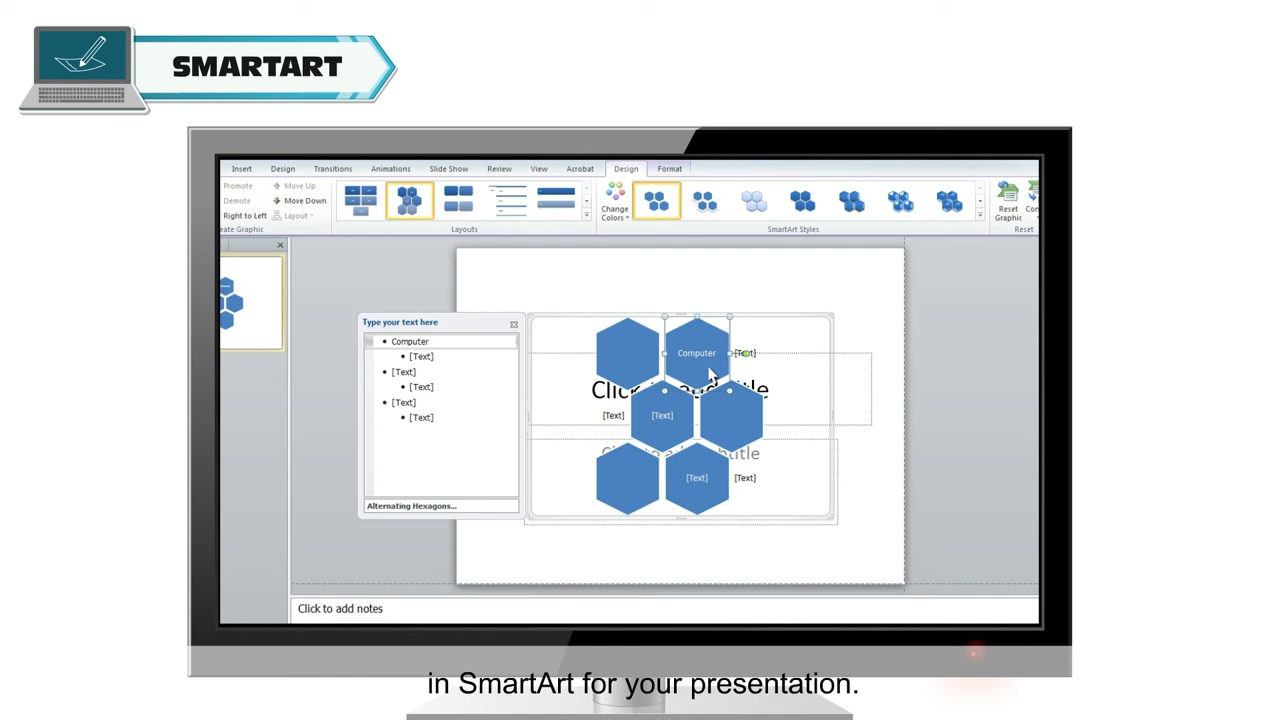 SMARTART
Insert Design Transitions Animations Slide Show Review View Acrobat Design Format
Promote Move Up
Demote Move Down
Right to Left Layout
eate Graphic
Layouts
Change
Colors
SmartArt Styles
Reset
Graphic
Con
Reset
Type your text here
Computer
[Text]
[Text]
[Text]
[Text]
[Text]
Alternating Hexagons...
Computer
[Text]
[Text]
[Text]
[Text]
[Text]
Click to add notes
in SmartArt for your presentation.